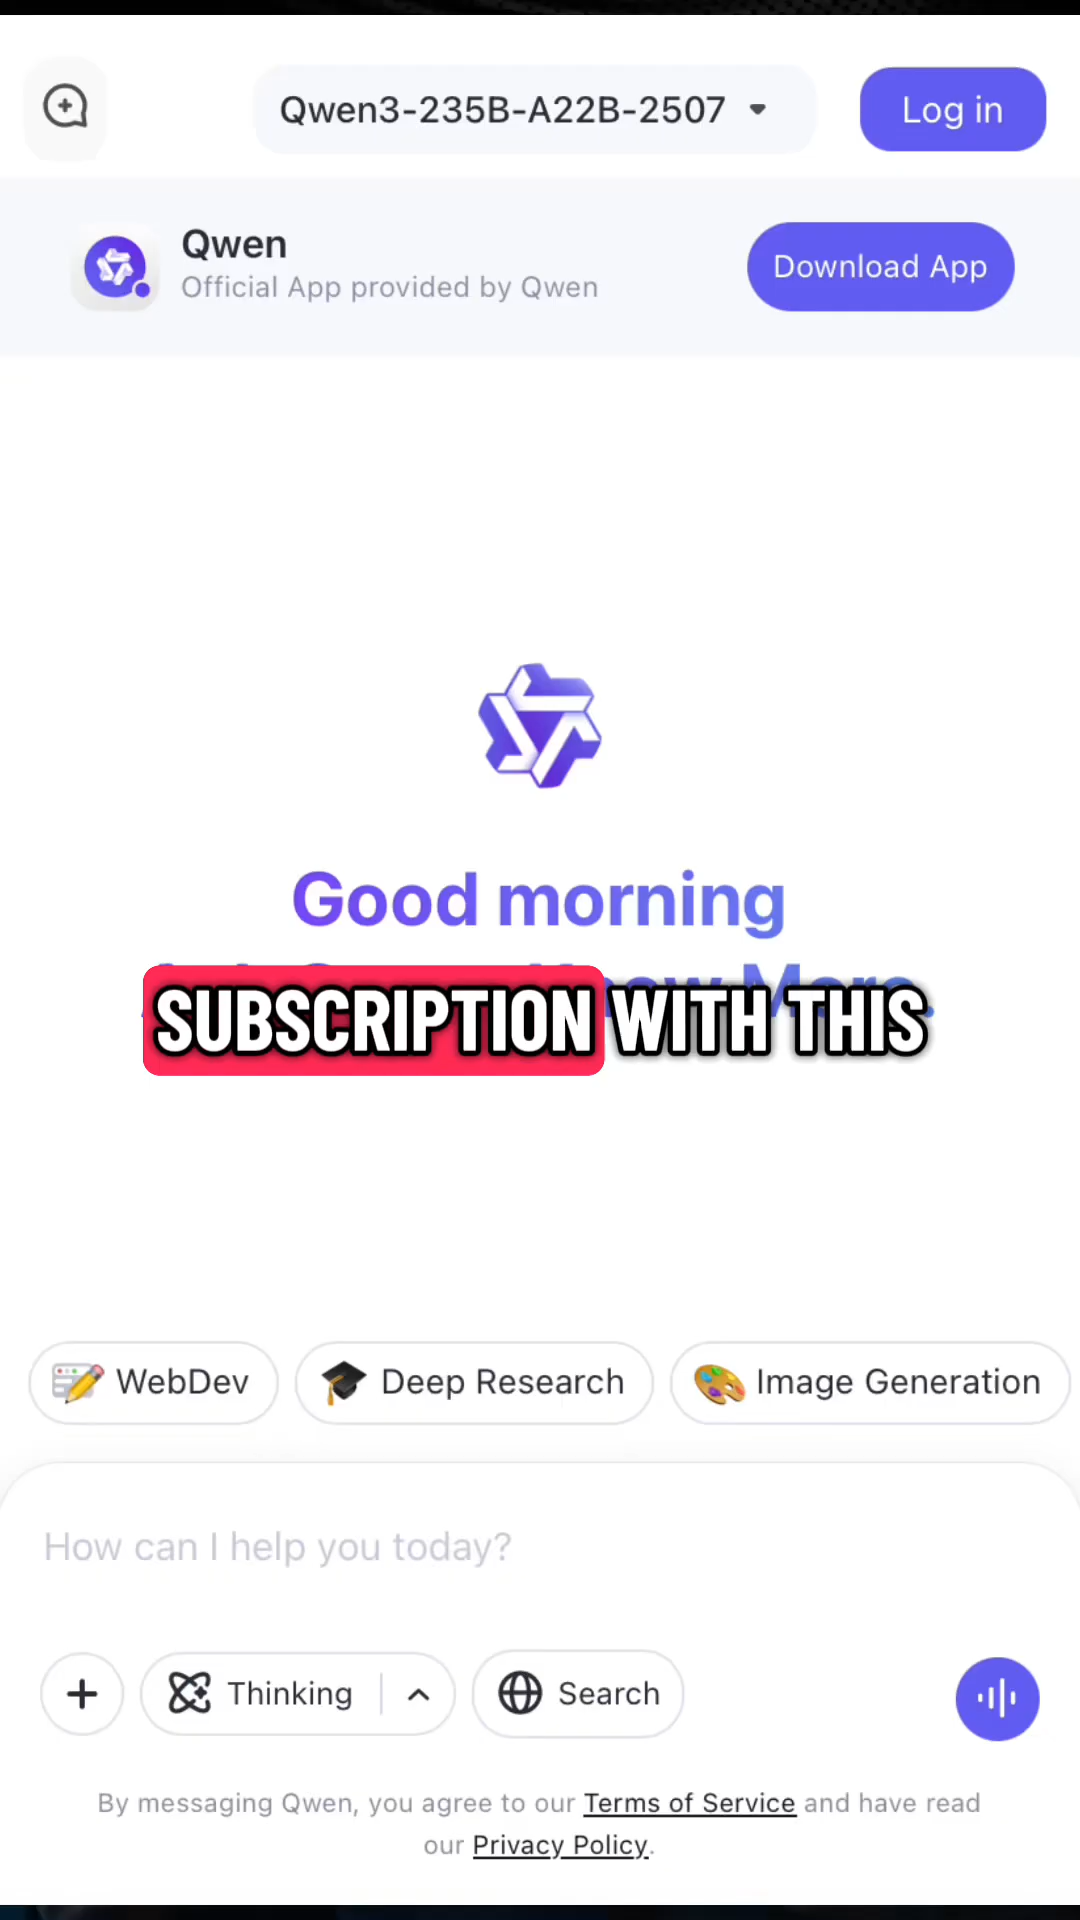 Qwen3-235B-A22B-2507
Log in
Qwen
Official App provided by Qwen
Download App
Good morning
Know More.
SUBSCRIPTION WITH THIS
WebDev
Deep Research
Image Generation
How can I help you today?
Thinking
Search
By messaging Qwen, you agree to our Terms of Service and have read
our Privacy Policy.